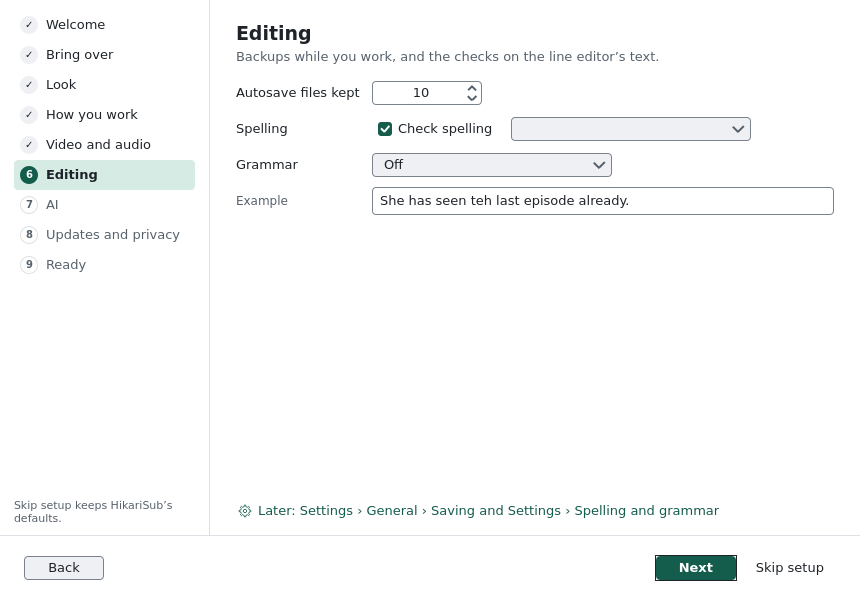 ✓ Welcome
✓ Bring over
✓ Look
✓ How you work
✓ Video and audio
6 Editing
7 AI
8 Updates and privacy
9 Ready
Skip setup keeps HikariSub’s
defaults.
Editing
Backups while you work, and the checks on the line editor’s text.
Autosave files kept 10
Spelling Check spelling
Grammar Off
Example She has seen teh last episode already.
Later: Settings › General › Saving and Settings › Spelling and grammar
Back Next Skip setup